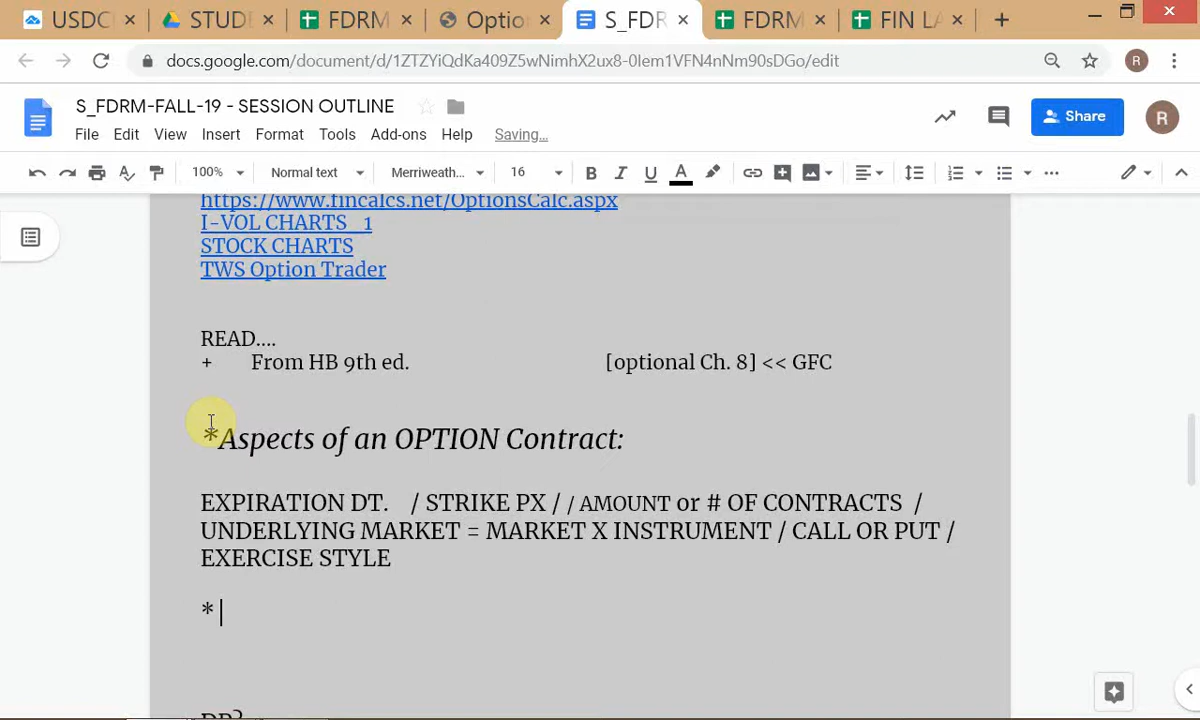 USDC
STUD
FDRM
Optio
S_FDR
FDRM
FIN LA
docs.google.com/document/d/1ZTZYiQdKa409Z5wNimhX2ux8-0lem1VFN4nNm90sDGo/edit
R
S_FDRM-FALL-19 - SESSION OUTLINE
Share
R
File Edit View Insert Format Tools Add-ons Help Saving...
100% Normal text Merriweath... 16 B I U A
https://www.fincalcs.net/OptionsCalc.aspx
I-VOL CHARTS_1
STOCK CHARTS
TWS Option Trader
READ....
+ From HB 9th ed. [optional Ch. 8] << GFC
*Aspects of an OPTION Contract:
EXPIRATION DT. / STRIKE PX / / AMOUNT or # OF CONTRACTS /
UNDERLYING MARKET = MARKET X INSTRUMENT / CALL OR PUT /
EXERCISE STYLE
*